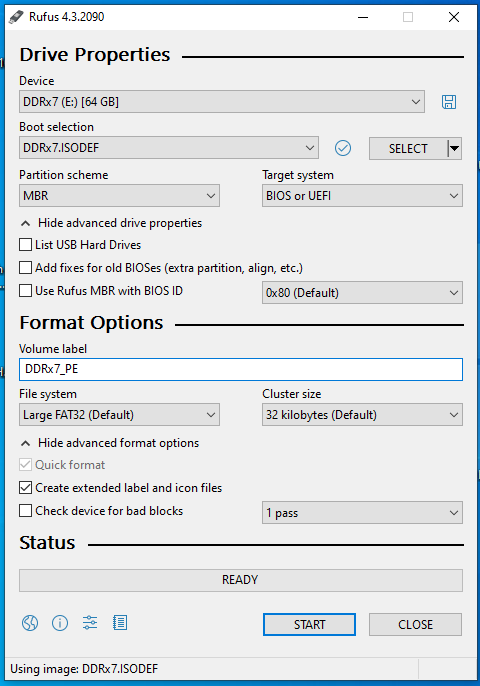 Rufus 4.3.2090
Drive Properties
Device
DDRx7 (E:) [64 GB]
Boot selection
DDRx7.ISODEF
SELECT
Partition scheme
Target system
MBR
BIOS or UEFI
Hide advanced drive properties
List USB Hard Drives
Add fixes for old BIOSes (extra partition, align, etc.)
Use Rufus MBR with BIOS ID
0x80 (Default)
Format Options
Volume label
DDRx7_PE
File system
Cluster size
Large FAT32 (Default)
32 kilobytes (Default)
Hide advanced format options
Quick format
Create extended label and icon files
Check device for bad blocks
1 pass
Status
READY
START
CLOSE
Using image: DDRx7.ISODEF